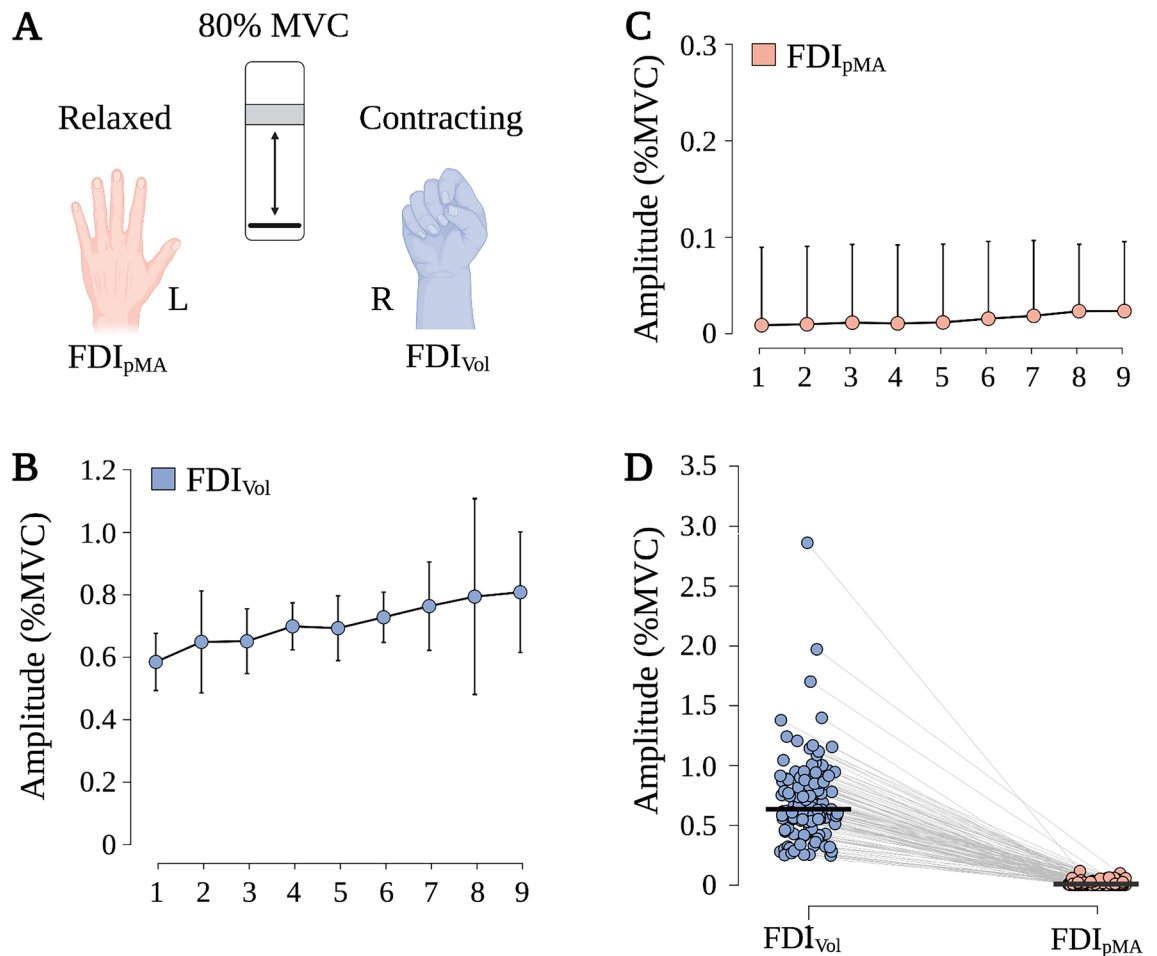 A
80% MVC
Relaxed
Contracting
L
R
FDIpMA
FDIVol
B
FDIVol
Amplitude (%MVC)
1.2
1.0
0.8
0.6
0.4
0.2
0
1 2 3 4 5 6 7 8 9
C
FDIpMA
Amplitude (%MVC)
0.3
0.2
0.1
0
1 2 3 4 5 6 7 8 9
D
Amplitude (%MVC)
3.5
3.0
2.5
2.0
1.5
1.0
0.5
0
FDIVol
FDIpMA